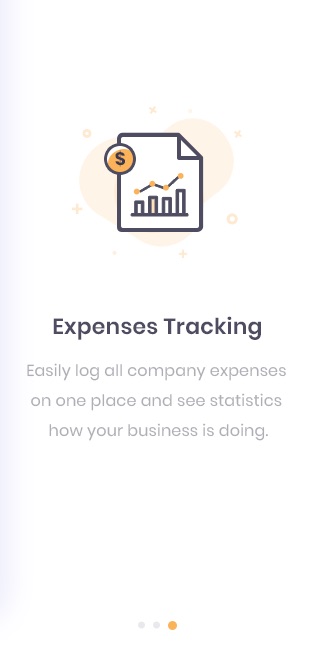 $
Expenses Tracking
Easily log all company expenses
on one place and see statistics
how your business is doing.